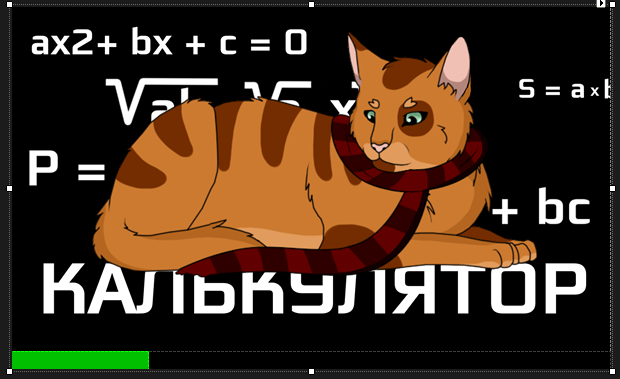 ax2+ bx + c = 0
S = a x b
P =
+ bc
КАЛЬКУЛЯТОР